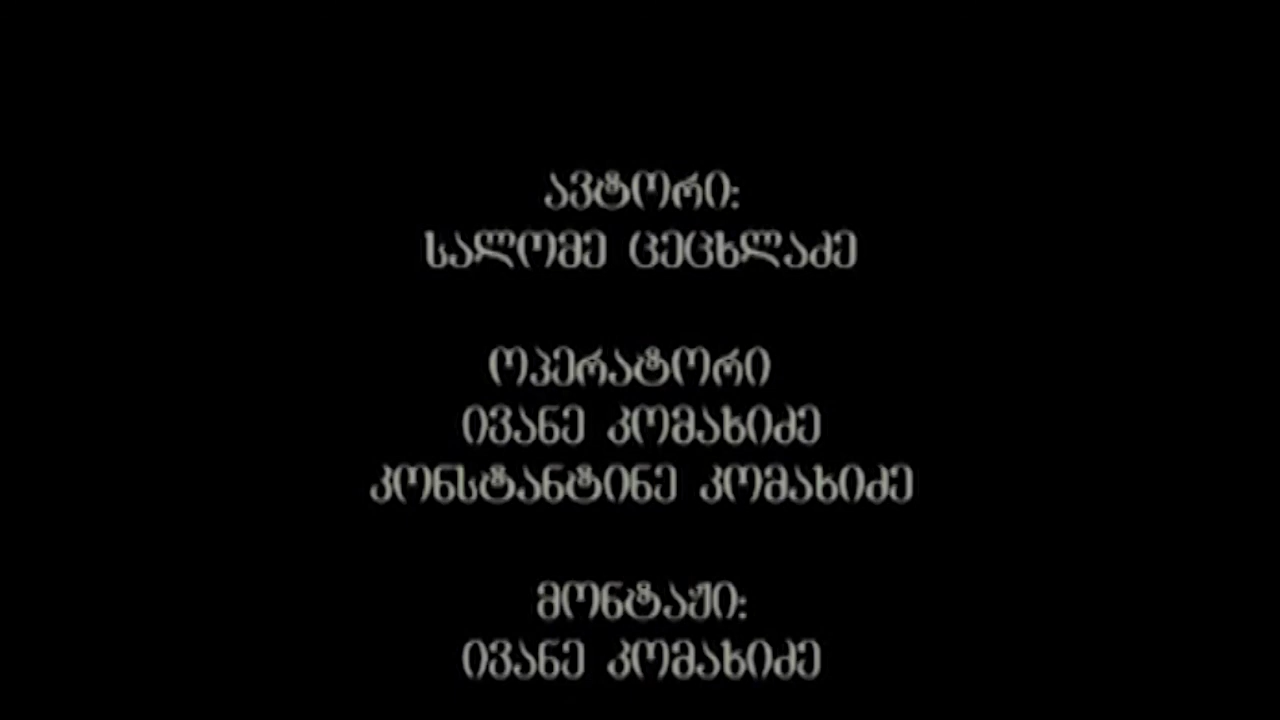 ავტორი:
სალომე ცეცხლაძე
ოპერატორი
ივანე კომახიძე
კონსტანტინე კომახიძე
მონტაჟი:
ივანე კომახიძე